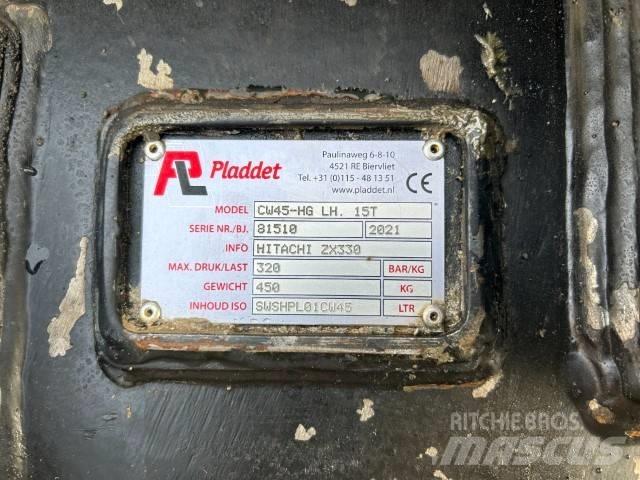 PL Pladdet
Paulinaweg 6-8-10
4521 RE Biervliet
Tel. +31 (0)115 - 48 13 51
www.pladdet.nl
CE
MODEL CW45-HG LH. 15T
SERIE NR./BJ. 81510 2021
INFO HITACHI ZX330
MAX. DRUK/LAST 320 BAR/KG
GEWICHT 450 KG
INHOUD ISO SWSHPL01CW45 LTR
RITCHIE BROS.
MASCUS